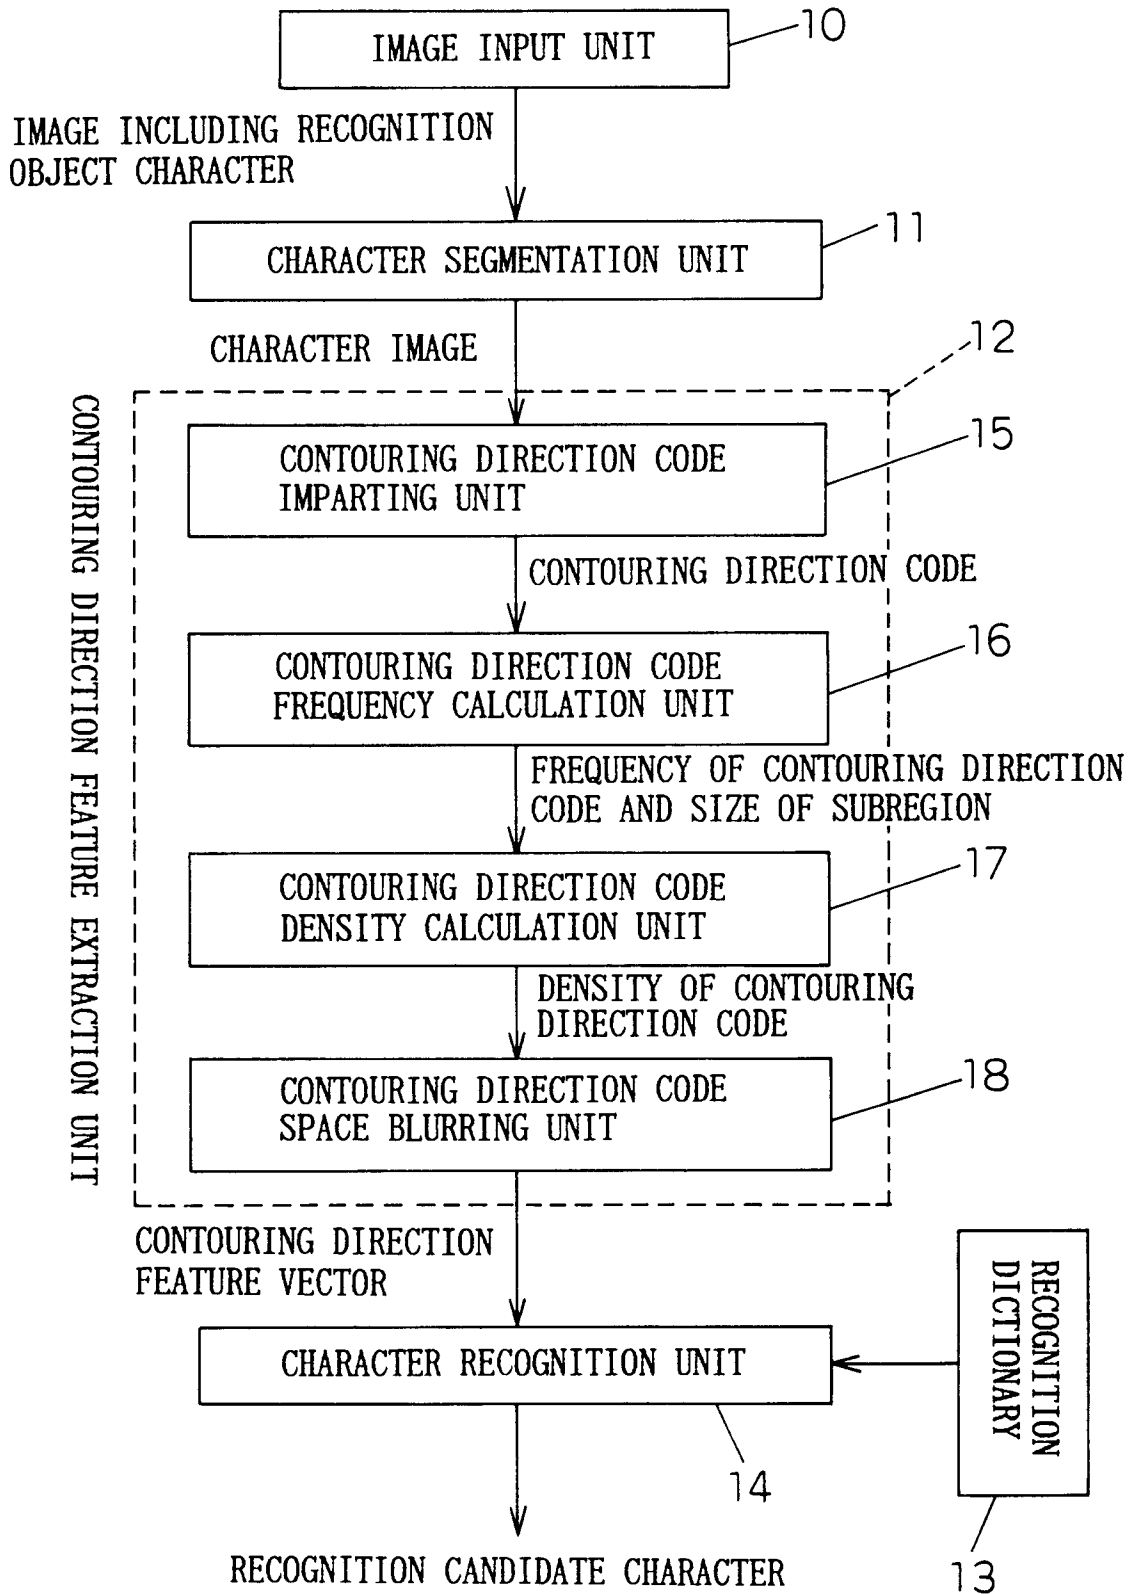 IMAGE INPUT UNIT
10
IMAGE INCLUDING RECOGNITION
OBJECT CHARACTER
CHARACTER SEGMENTATION UNIT
11
CHARACTER IMAGE
12
CONTOURING DIRECTION FEATURE EXTRACTION UNIT
CONTOURING DIRECTION CODE
IMPARTING UNIT
15
CONTOURING DIRECTION CODE
CONTOURING DIRECTION CODE
FREQUENCY CALCULATION UNIT
16
FREQUENCY OF CONTOURING DIRECTION
CODE AND SIZE OF SUBREGION
CONTOURING DIRECTION CODE
DENSITY CALCULATION UNIT
17
DENSITY OF CONTOURING
DIRECTION CODE
CONTOURING DIRECTION CODE
SPACE BLURRING UNIT
18
CONTOURING DIRECTION
FEATURE VECTOR
CHARACTER RECOGNITION UNIT
14
RECOGNITION
DICTIONARY
13
RECOGNITION CANDIDATE CHARACTER